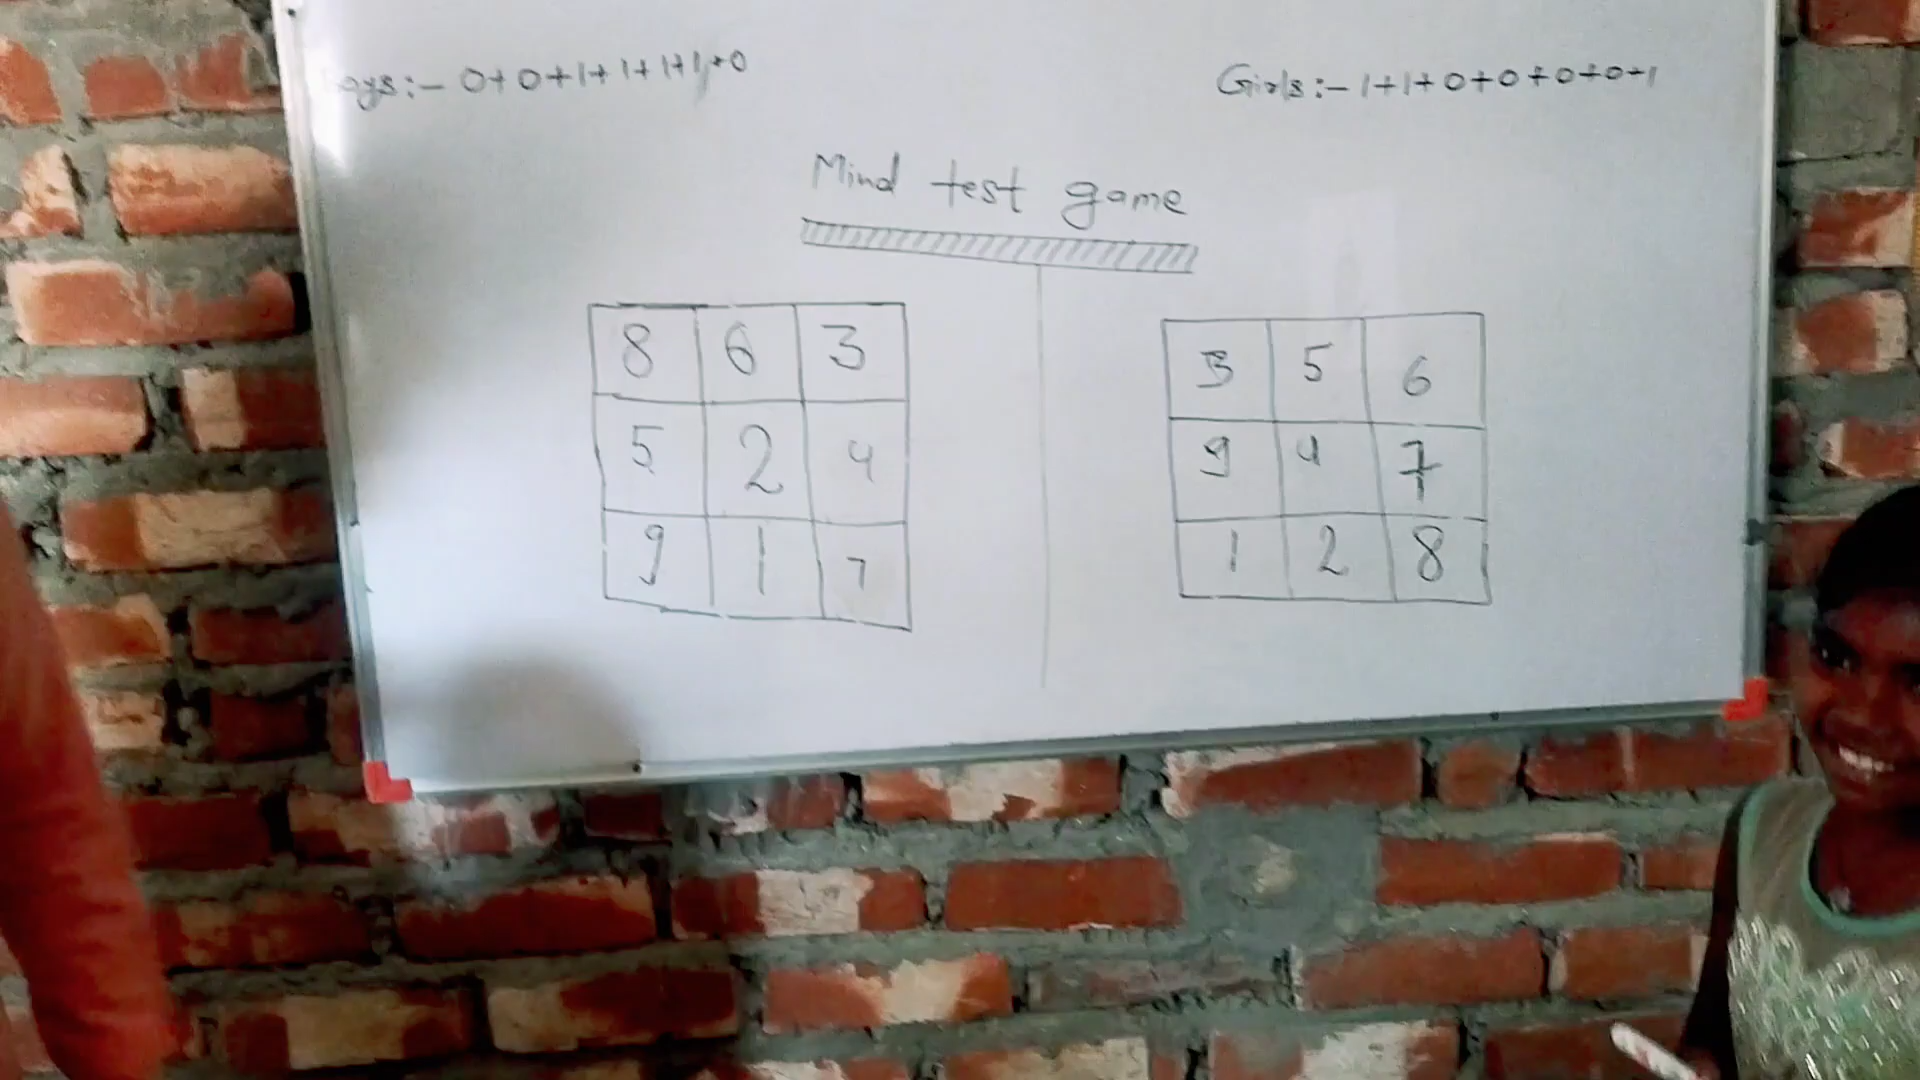 Boys:- 0+0+1+1+1+1+0
Girls:- 1+1+0+0+0+0+1
Mind test game
8 6 3
5 2 4
9 1 7
3 5 6
9 4 7
1 2 8